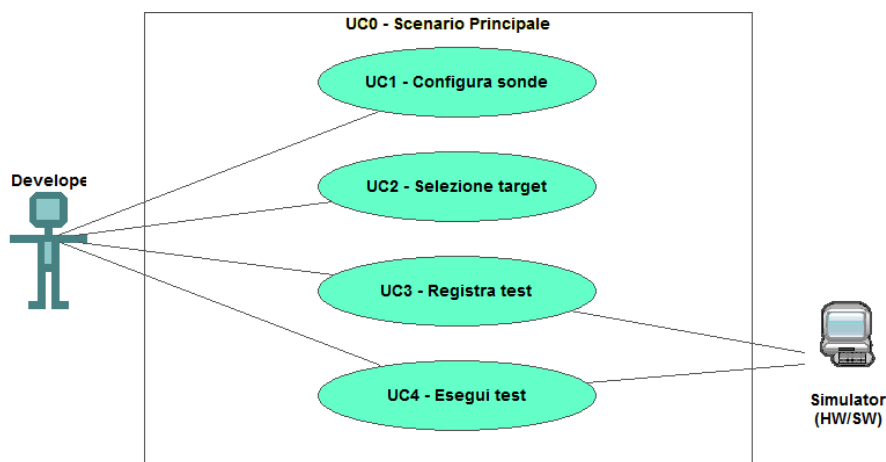 UC0 - Scenario Principale
UC1 - Configura sonde
Develope
UC2 - Selezione target
UC3 - Registra test
UC4 - Esegui test
Simulator
(HW/SW)